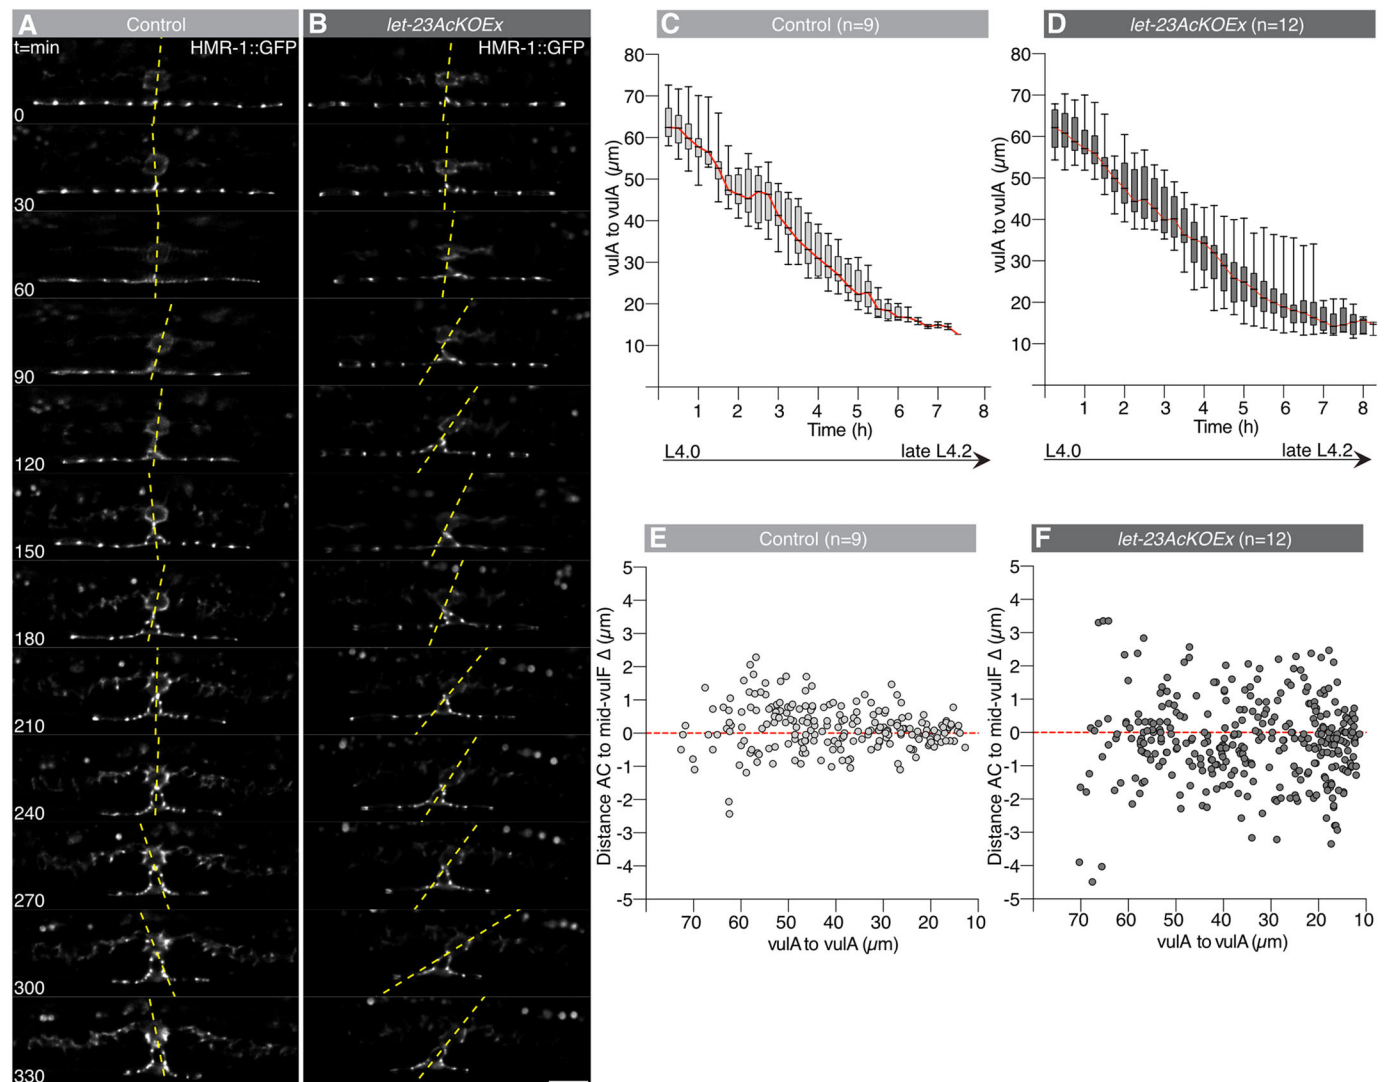 A Control
t=min HMR-1::GFP
0
30
60
90
120
150
180
210
240
270
300
330
B let-23AcKOEx
HMR-1::GFP
C Control (n=9)
vulA to vulA (µm)
80
70
60
50
40
30
20
10
1 2 3 4 5 6 7 8
Time (h)
L4.0 late L4.2
D let-23AcKOEx (n=12)
vulA to vulA (µm)
80
70
60
50
40
30
20
10
1 2 3 4 5 6 7 8
Time (h)
L4.0 late L4.2
E Control (n=9)
Distance AC to mid-vulF Δ (µm)
5
4
3
2
1
0
-1
-2
-3
-4
-5
70 60 50 40 30 20 10
vulA to vulA (µm)
F let-23AcKOEx (n=12)
Distance AC to mid-vulF Δ (µm)
5
4
3
2
1
0
-1
-2
-3
-4
-5
70 60 50 40 30 20 10
vulA to vulA (µm)